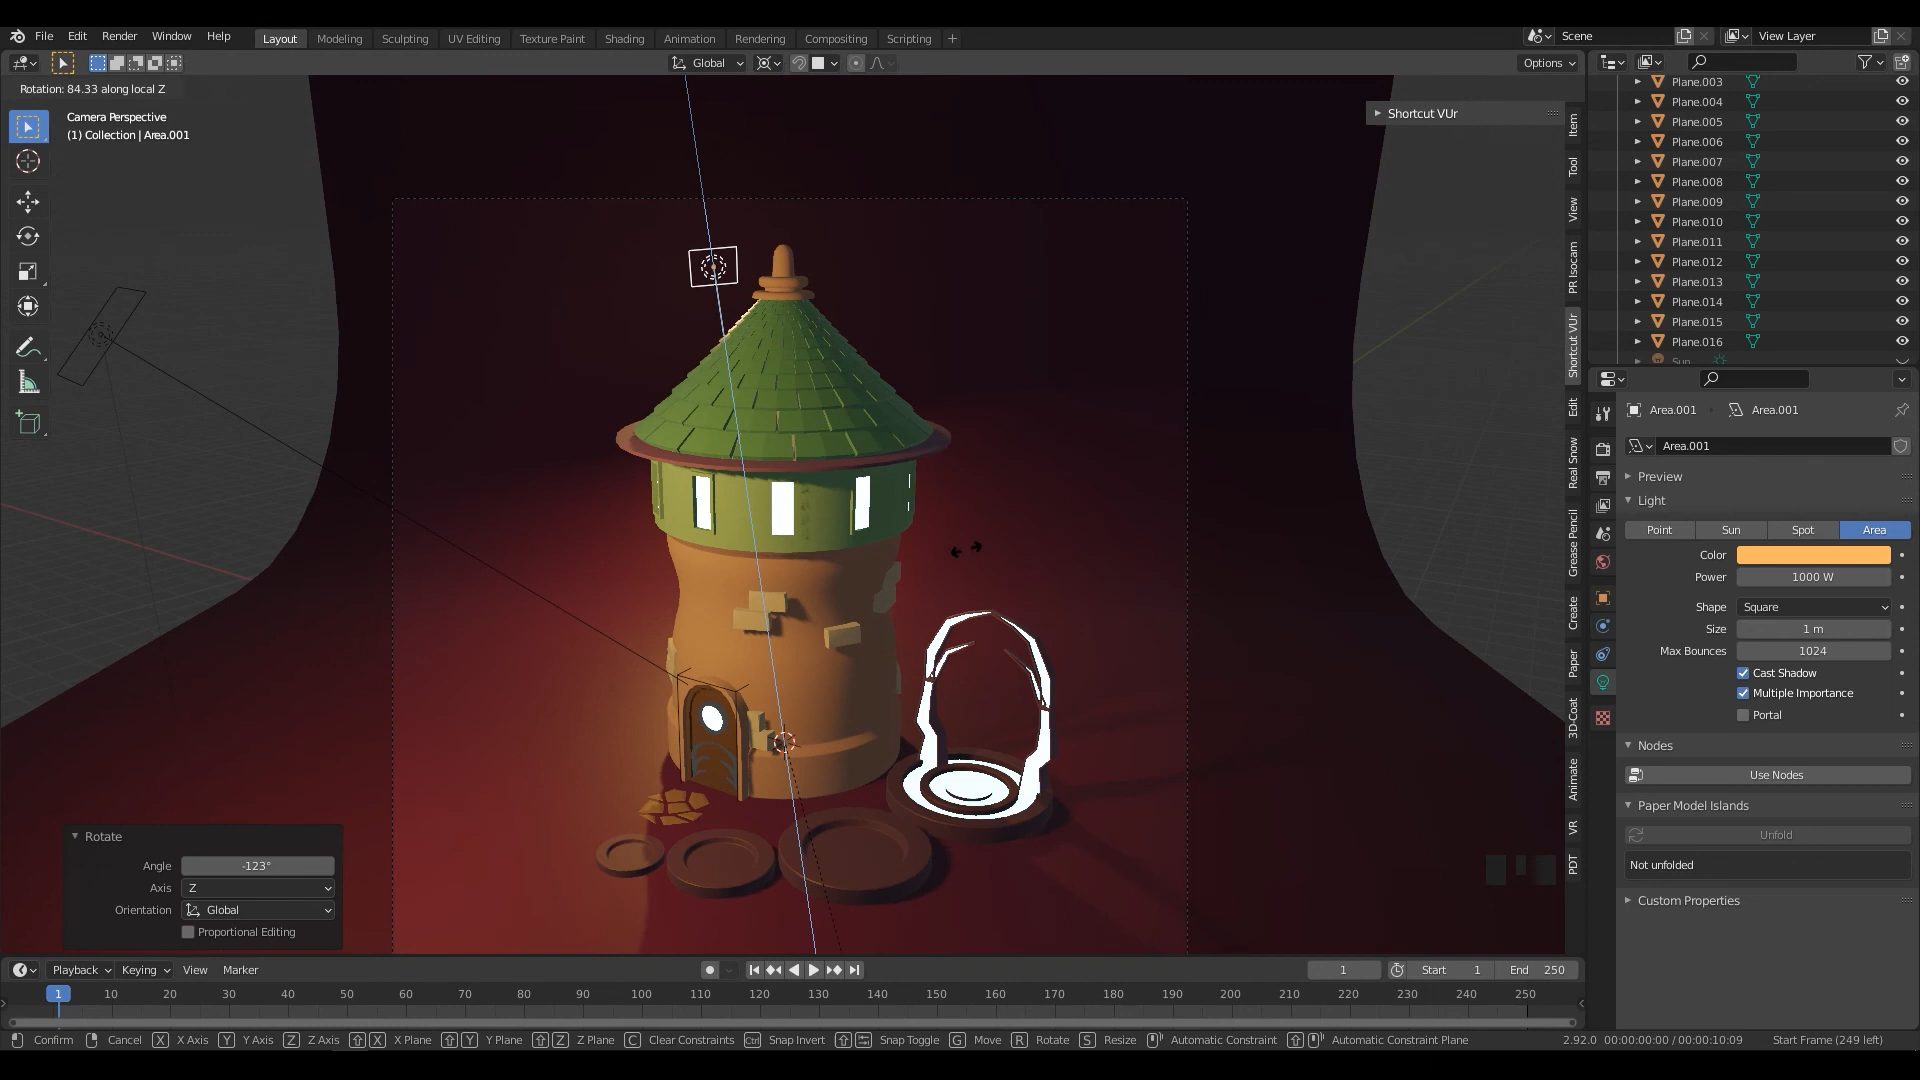 File Edit Render Window Help
Layout Modeling Sculpting UV Editing Texture Paint Shading Animation Rendering Compositing Scripting +
Scene
View Layer
Global
Options
Rotation: 84.33 along local Z
Camera Perspective
(1) Collection | Area.001
Shortcut VUr
Item
Tool
View
PR Isocam
Shortcut VUr
Edit
Real Snow
Grease Pencil
Create
Paper
3D-Coat
Animate
VR
PDT
Plane.003
Plane.004
Plane.005
Plane.006
Plane.007
Plane.008
Plane.009
Plane.010
Plane.011
Plane.012
Plane.013
Plane.014
Plane.015
Plane.016
Sun
Area.001 Area.001
Area.001
Preview
Light
Point Sun Spot Area
Color
Power 1000 W
Shape Square
Size 1 m
Max Bounces 1024
Cast Shadow
Multiple Importance
Portal
Nodes
Use Nodes
Paper Model Islands
Unfold
Not unfolded
Custom Properties
Rotate
Angle -123°
Axis Z
Orientation Global
Proportional Editing
Playback Keying View Marker
1 Start 1 End 250
1 10 20 30 40 50 60 70 80 90 100 110 120 130 140 150 160 170 180 190 200 210 220 230 240 250
Confirm Cancel X X Axis Y Y Axis Z Z Axis X X Plane Y Y Plane Z Z Plane C Clear Constraints Ctrl Snap Invert Snap Toggle G Move R Rotate S Resize Automatic Constraint Automatic Constraint Plane 2.92.0 00:00:00:00 / 00:00:10:09 Start Frame (249 left)